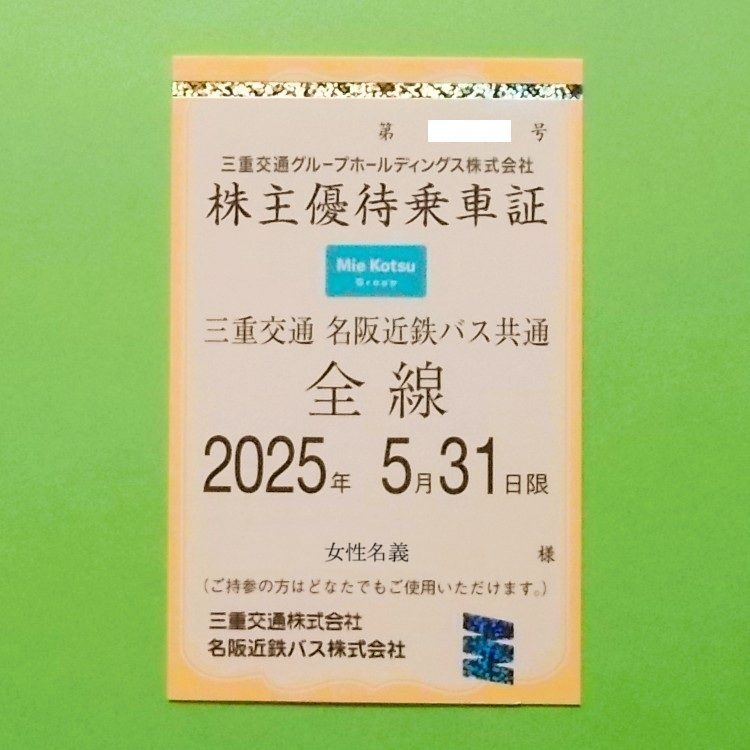 第 号
三重交通グループホールディングス株式会社
株主優待乗車証
Mie Kotsu
Group
三重交通 名阪近鉄バス共通
全線
2025年 5月31日限
女性名義 様
(ご持参の方はどなたでもご使用いただけます。)
三重交通株式会社
名阪近鉄バス株式会社